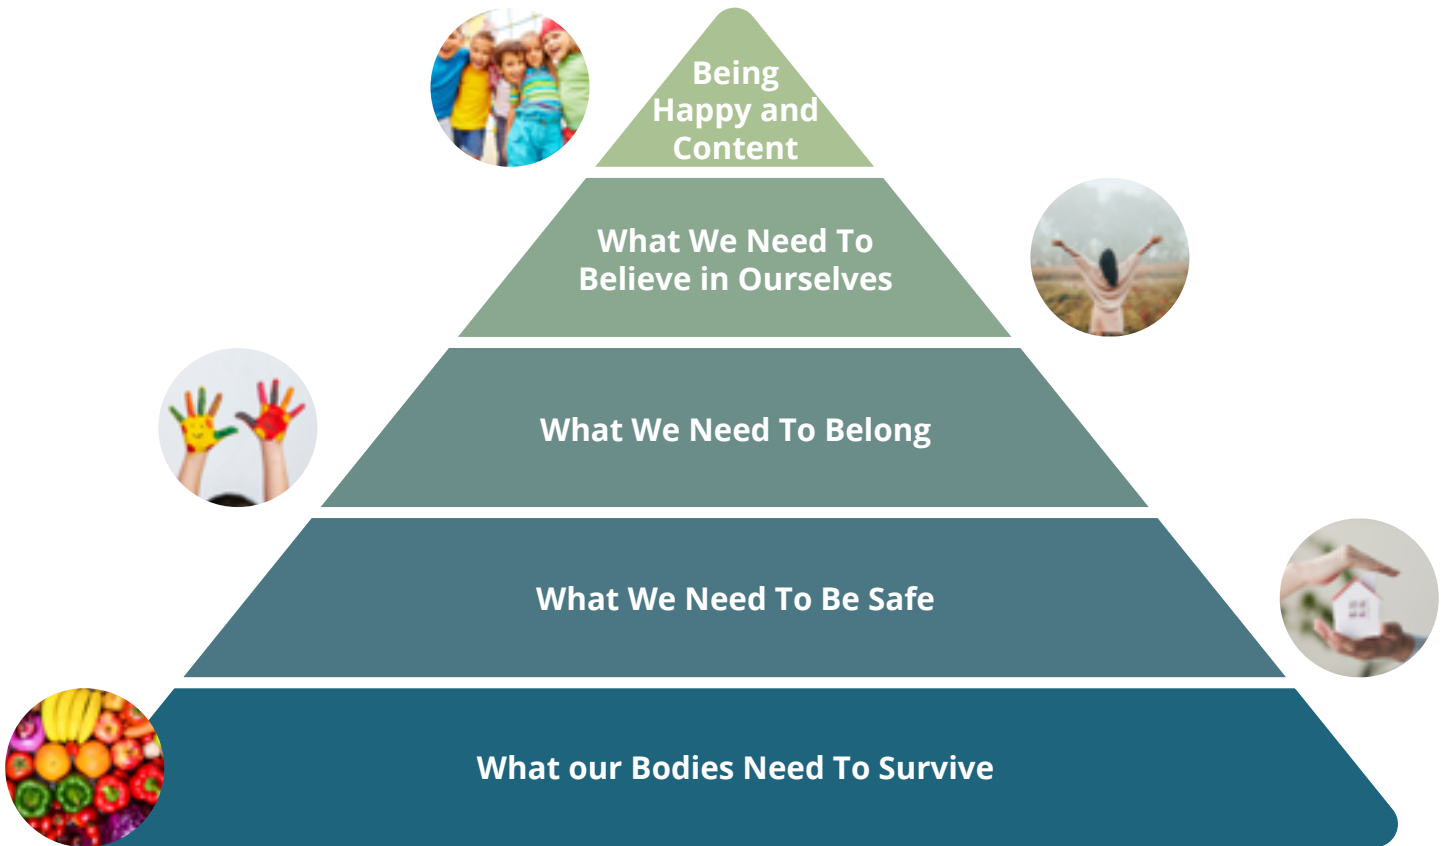 Being
Happy and
Content
What We Need To
Believe in Ourselves
What We Need To Belong
What We Need To Be Safe
What our Bodies Need To Survive